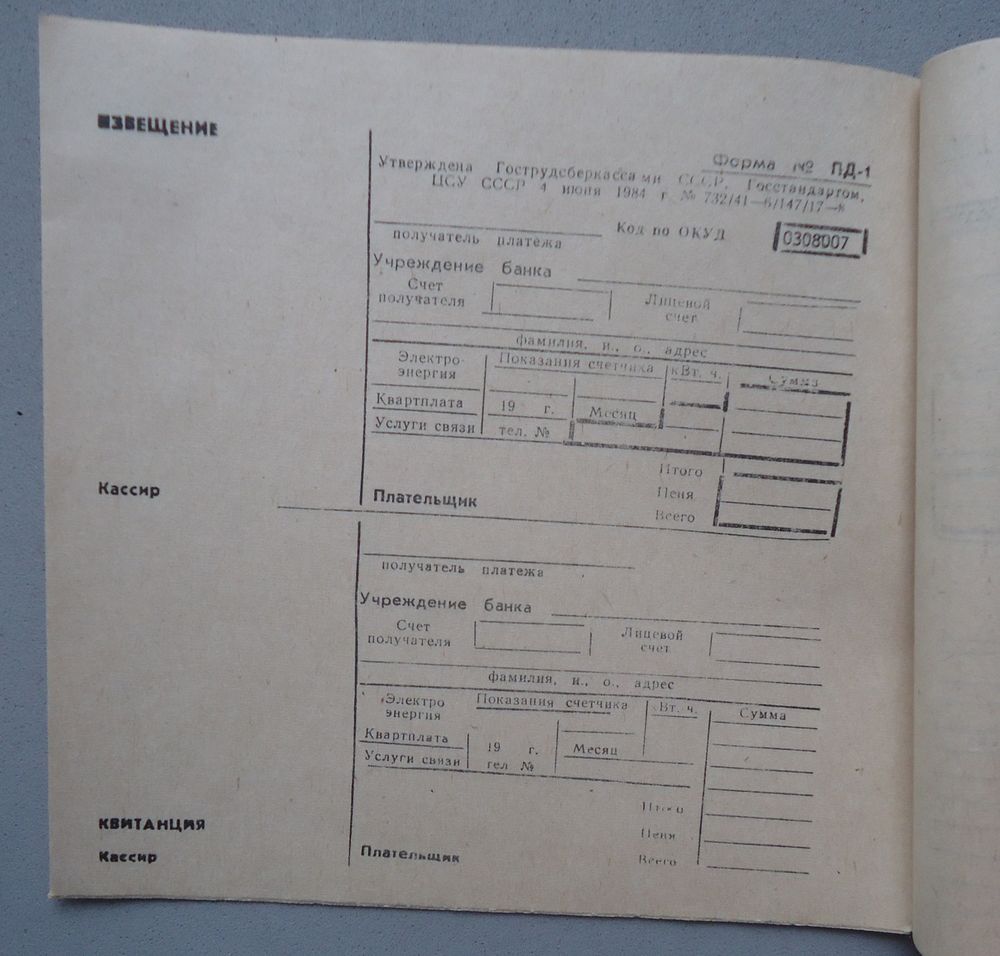 ИЗВЕЩЕНИЕ
Форма № ПД-1
Утверждена Гострудсберкассами СССР, Госстандартом,
ЦСУ СССР 4 июня 1984 г № 732/41—6/147/17—
Код по ОКУД 0308007
получатель платежа
Учреждение банка
Счет получателя Лицевой счет
фамилия, и., о., адрес
Электро- энергия Показания счетчика кВт. ч. Сумма
Квартплата 19 г. Месяц
Услуги связи тел. №
Итого
Кассир Плательщик Пеня
Всего
получатель платежа
Учреждение банка
Счет получателя Лицевой счет
фамилия, и., о., адрес
Электро энергия Показания счетчика кВт. ч. Сумма
Квартплата 19 г. Месяц
Услуги связи тел №
Итого
КВИТАНЦИЯ Пеня
Кассир Плательщик Всего